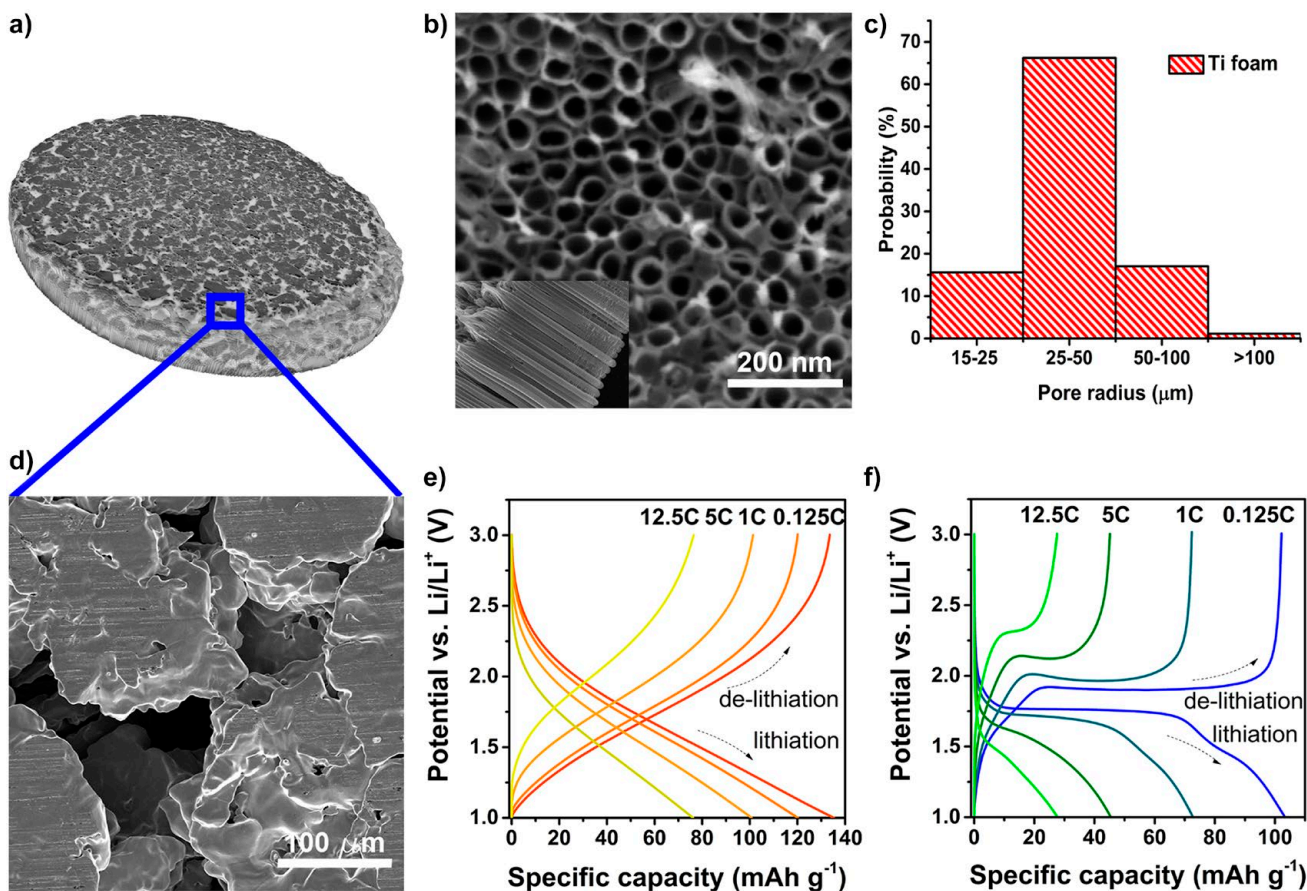 a)
b)
200 nm
c)
Probability (%)
70
60
50
40
30
20
10
0
Ti foam
15-25 25-50 50-100 >100
Pore radius (μm)
d)
100 μm
e)
Potential vs. Li/Li⁺ (V)
3.0
2.5
2.0
1.5
1.0
12.5C 5C 1C 0.125C
de-lithiation
lithiation
0 20 40 60 80 100 120 140
Specific capacity (mAh g⁻¹)
f)
Potential vs. Li/Li⁺ (V)
3.0
2.5
2.0
1.5
1.0
12.5C 5C 1C 0.125C
de-lithiation
lithiation
0 20 40 60 80 100
Specific capacity (mAh g⁻¹)